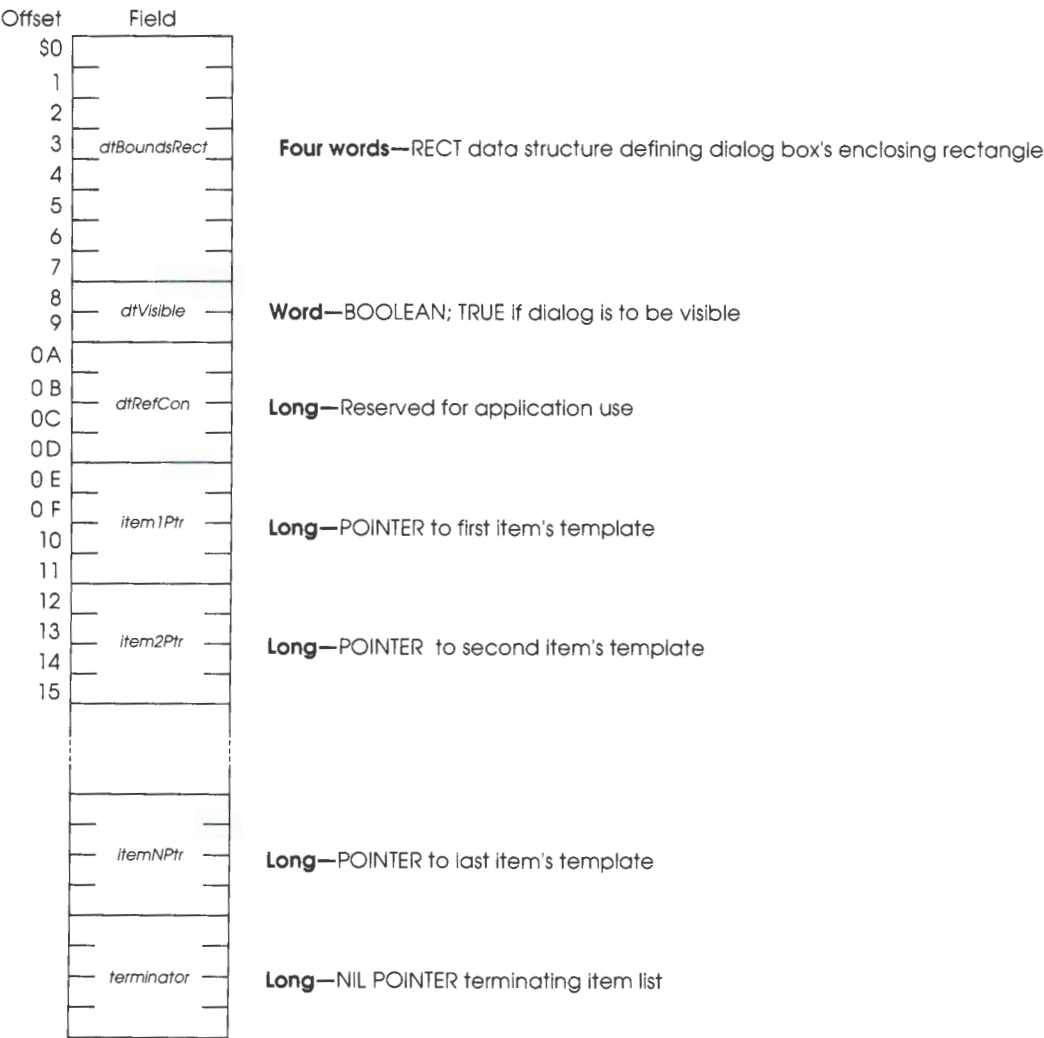 Offset Field
$0
1
2
3 dtBoundsRect Four words—RECT data structure defining dialog box's enclosing rectangle
4
5
6
7
8
dtVisible Word—BOOLEAN; TRUE if dialog is to be visible
9
0A
0B
dtRefCon Long—Reserved for application use
0C
0D
0E
0F
item1Ptr Long—POINTER to first item's template
10
11
12
13
item2Ptr Long—POINTER to second item's template
14
15
itemNPtr Long—POINTER to last item's template
terminator Long—NIL POINTER terminating item list